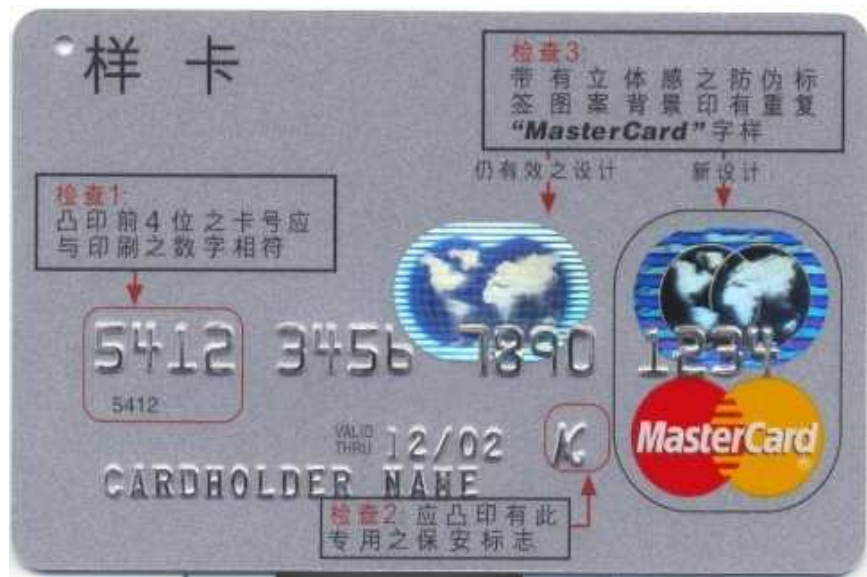 样 卡
检查3:
带有立体感之防伪标
签图案背景印有重复
“MasterCard”字样
仍有效之设计 新设计
检查1:
凸印前4位之卡号应
与印刷之数字相符
5412 3456 7890 1234
5412
VALID
THRU 12/02
MasterCard
CARDHOLDER NAME
检查2: 应凸印有此
专用之保安标志